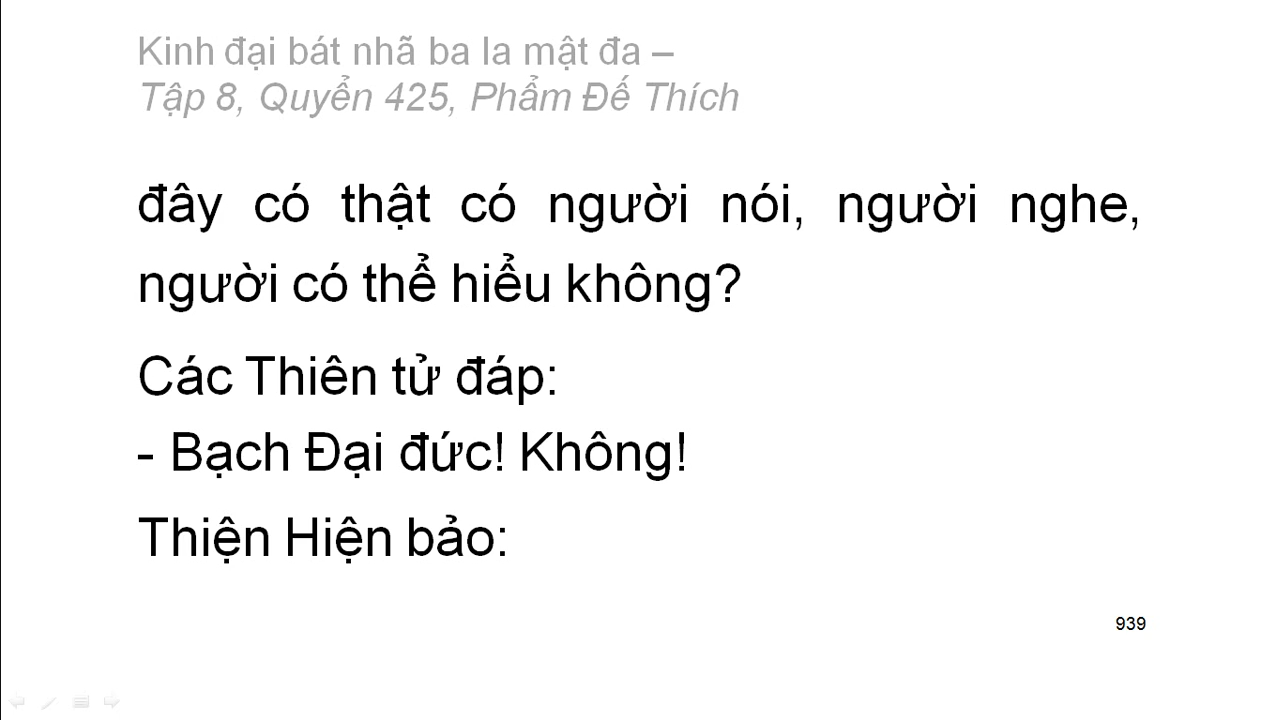 Kinh đại bát nhã ba la mật đa –
Tập 8, Quyển 425, Phẩm Đế Thích
đây có thật có người nói, người nghe,
người có thể hiểu không?
Các Thiên tử đáp:
- Bạch Đại đức! Không!
Thiện Hiện bảo:
939